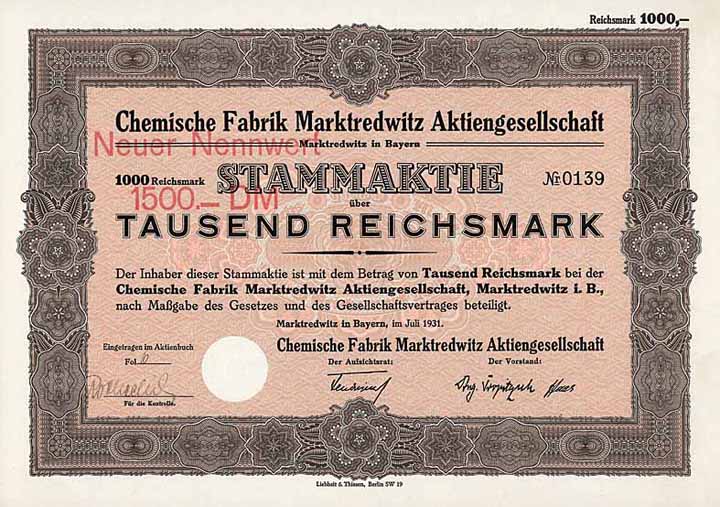 Reichsmark 1000,—
Chemische Fabrik Marktredwitz Aktiengesellschaft
Neuer Nennwert
Marktredwitz in Bayern
1000 Reichsmark STAMMAKTIE № 0139
1500.— DM
über
TAUSEND REICHSMARK
Der Inhaber dieser Stammaktie ist mit dem Betrag von Tausend Reichsmark bei der
Chemische Fabrik Marktredwitz Aktiengesellschaft, Marktredwitz i. B.,
nach Maßgabe des Gesetzes und des Gesellschaftsvertrages beteiligt.
Marktredwitz in Bayern, im Juli 1931.
Eingetragen im Aktienbuch
Chemische Fabrik Marktredwitz Aktiengesellschaft
Fol.
Der Aufsichtsrat: Der Vorstand:
Für die Kontrolle.
Liebheit & Thiesen, Berlin SW 19